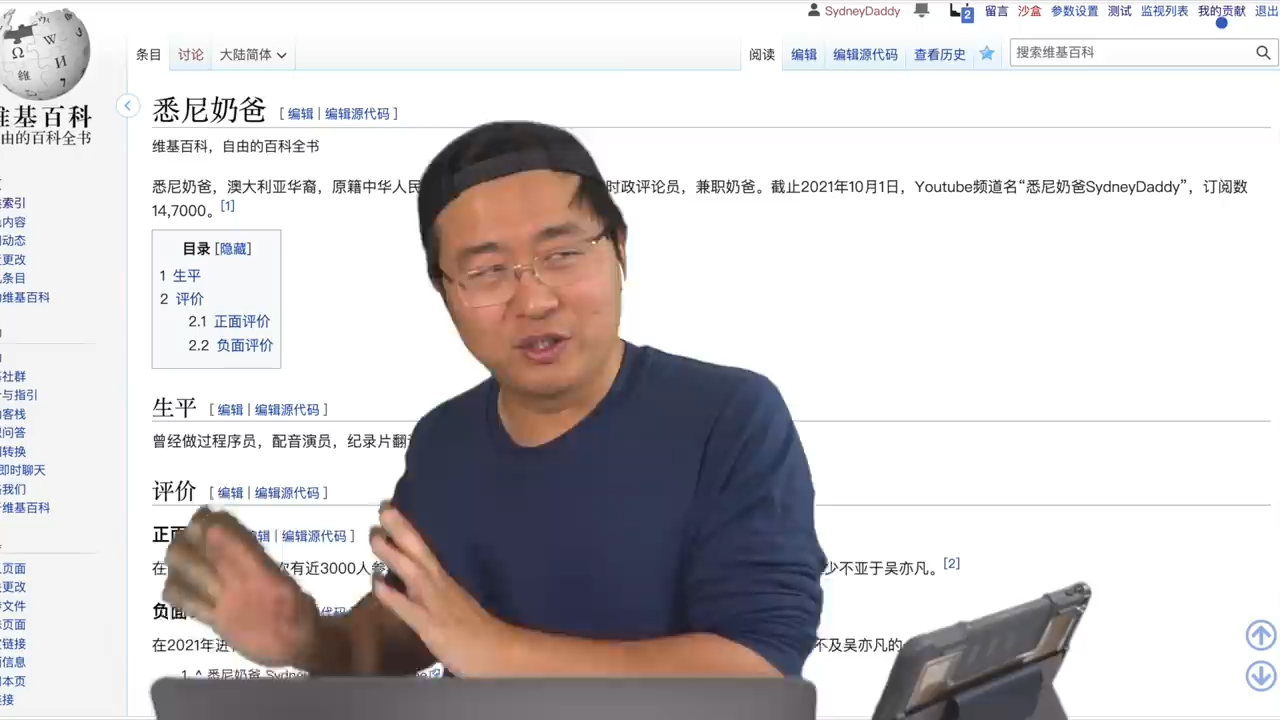 SydneyDaddy 2 留言 沙盒 参数设置 测试 监视列表 我的贡献 退出
条目 讨论 大陆简体 阅读 编辑 编辑源代码 查看历史 搜索维基百科
维基百科
自由的百科全书
悉尼奶爸 [ 编辑 | 编辑源代码 ]
维基百科，自由的百科全书
悉尼奶爸，澳大利亚华裔，原籍中华人民 时政评论员，兼职奶爸。截止2021年10月1日，Youtube频道名“悉尼奶爸SydneyDaddy”，订阅数
14,7000。[1]
目录 [隐藏]
1 生平
2 评价
2.1 正面评价
2.2 负面评价
索引
内容
动态
更改
条目
维基百科
社群
与指引
客栈
问答
转换
即时聊天
我们
维基百科
页面
更改
文件
页面
链接
信息
本页
接
生平 [ 编辑 | 编辑源代码 ]
曾经做过程序员，配音演员，纪录片翻
评价 [ 编辑 | 编辑源代码 ]
正面 编辑 | 编辑源代码 ]
在 次有近3000人参 少不亚于吴亦凡。[2]
负面
在2021年进行 不及吴亦凡的
1. ^ 悉尼奶爸 Sydney